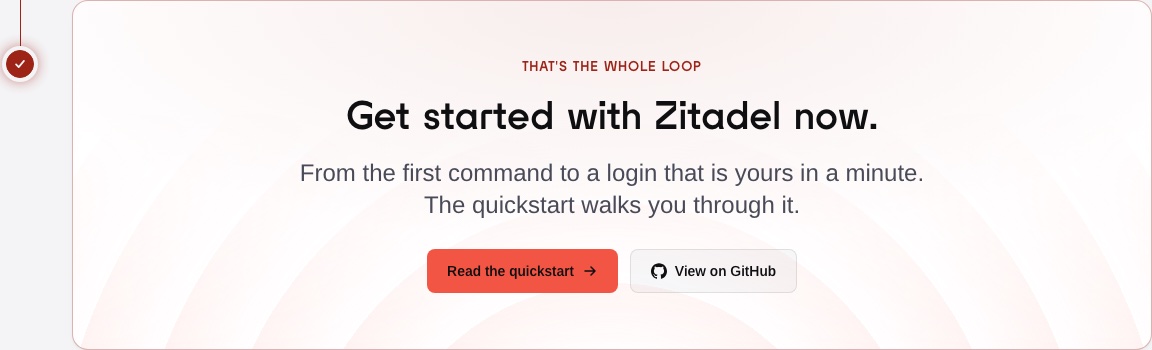 THAT'S THE WHOLE LOOP
Get started with Zitadel now.
From the first command to a login that is yours in a minute.
The quickstart walks you through it.
Read the quickstart →
View on GitHub